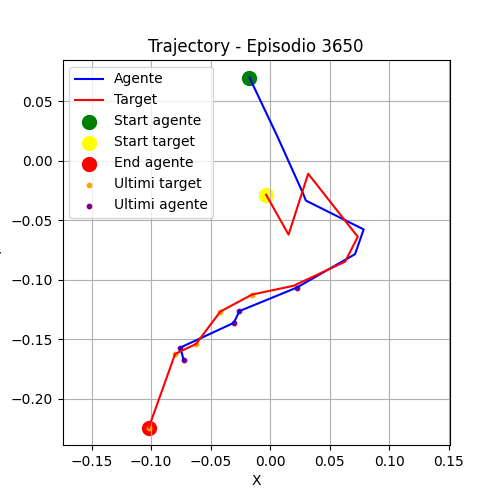 Trajectory - Episodio 3650
Agente
Target
Start agente
Start target
End agente
Ultimi target
Ultimi agente
0.05
0.00
−0.05
−0.10
−0.15
−0.20
−0.15
−0.10
−0.05
0.00
0.05
0.10
0.15
X